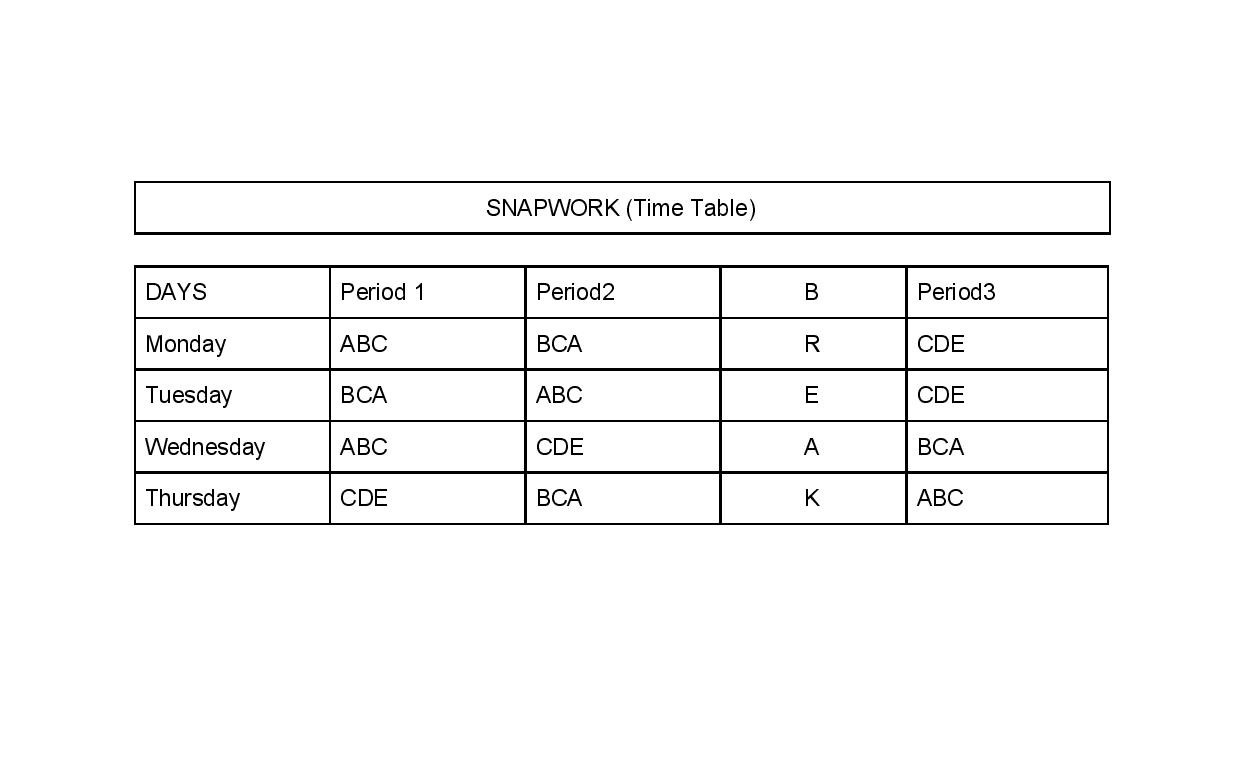 SNAPWORK (Time Table)
DAYS Period 1 Period2 B Period3
Monday ABC BCA R CDE
Tuesday BCA ABC E CDE
Wednesday ABC CDE A BCA
Thursday CDE BCA K ABC